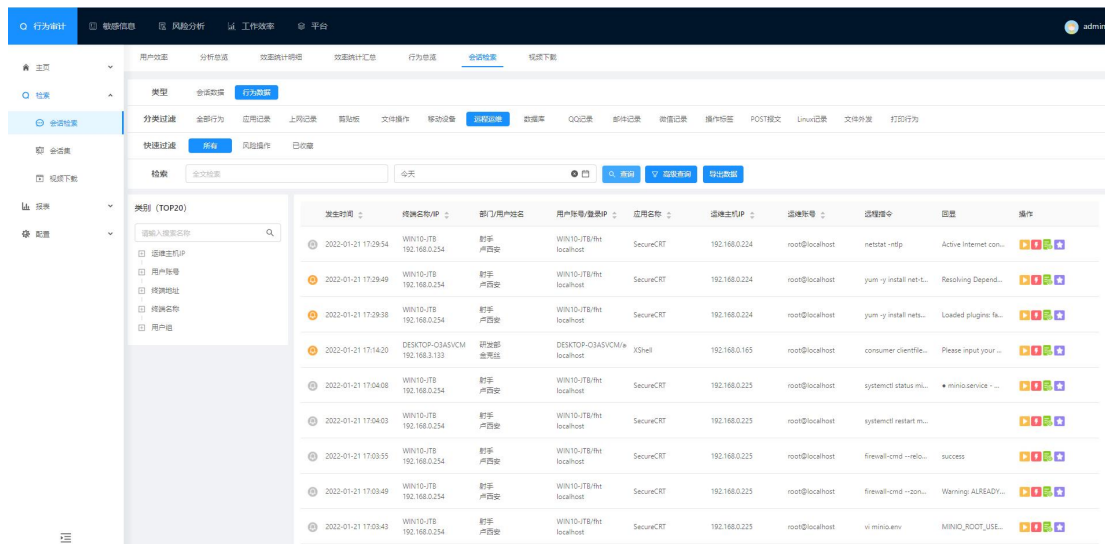 行为审计 敏感信息 风险分析 工作效率 平台 admin
用户效率 分析总览 效率统计明细 效率统计汇总 行为总览 会话检索 视频下载
主页
检索
会话检索
会话集
视频下载
报表
配置
类型 会话数据 行为数据
分类过滤 全部行为 应用记录 上网记录 剪贴板 文件操作 移动设备 远程运维 数据库 QQ记录 邮件记录 微信记录 操作标签 POST报文 Linux记录 文件外发 打印行为
快速过滤 所有 风险操作 已收藏
检索 全文检索 今天 查询 高级查询 导出数据
类别 (TOP20)
请输入搜索名称
运维主机IP
用户账号
终端地址
终端名称
用户组
发生时间 终端名称/IP 部门/用户姓名 用户账号/登录IP 应用名称 运维主机IP 运维账号 远程指令 回显 操作
2022-01-21 17:29:54 WIN10-JTB 192.168.0.254 射手 卢西安 WIN10-JTB/fht localhost SecureCRT 192.168.0.224 root@localhost netstat -ntlp Active Internet con...
2022-01-21 17:29:49 WIN10-JTB 192.168.0.254 射手 卢西安 WIN10-JTB/fht localhost SecureCRT 192.168.0.224 root@localhost yum -y install net-t... Resolving Depend...
2022-01-21 17:29:38 WIN10-JTB 192.168.0.254 射手 卢西安 WIN10-JTB/fht localhost SecureCRT 192.168.0.224 root@localhost yum -y install nets... Loaded plugins: fa...
2022-01-21 17:14:20 DESKTOP-O3ASVCM 192.168.3.133 研发部 金克丝 DESKTOP-O3ASVCM/a localhost XShell 192.168.0.165 root@localhost consumer clientfile... Please input your ...
2022-01-21 17:04:08 WIN10-JTB 192.168.0.254 射手 卢西安 WIN10-JTB/fht localhost SecureCRT 192.168.0.225 root@localhost systemctl status mi... ● minio.service - ...
2022-01-21 17:04:03 WIN10-JTB 192.168.0.254 射手 卢西安 WIN10-JTB/fht localhost SecureCRT 192.168.0.225 root@localhost systemctl restart m...
2022-01-21 17:03:55 WIN10-JTB 192.168.0.254 射手 卢西安 WIN10-JTB/fht localhost SecureCRT 192.168.0.225 root@localhost firewall-cmd --relo... success
2022-01-21 17:03:49 WIN10-JTB 192.168.0.254 射手 卢西安 WIN10-JTB/fht localhost SecureCRT 192.168.0.225 root@localhost firewall-cmd --zon... Warning: ALREADY...
2022-01-21 17:03:43 WIN10-JTB 192.168.0.254 射手 卢西安 WIN10-JTB/fht localhost SecureCRT 192.168.0.225 root@localhost vi minio.env MINIO_ROOT_USE...